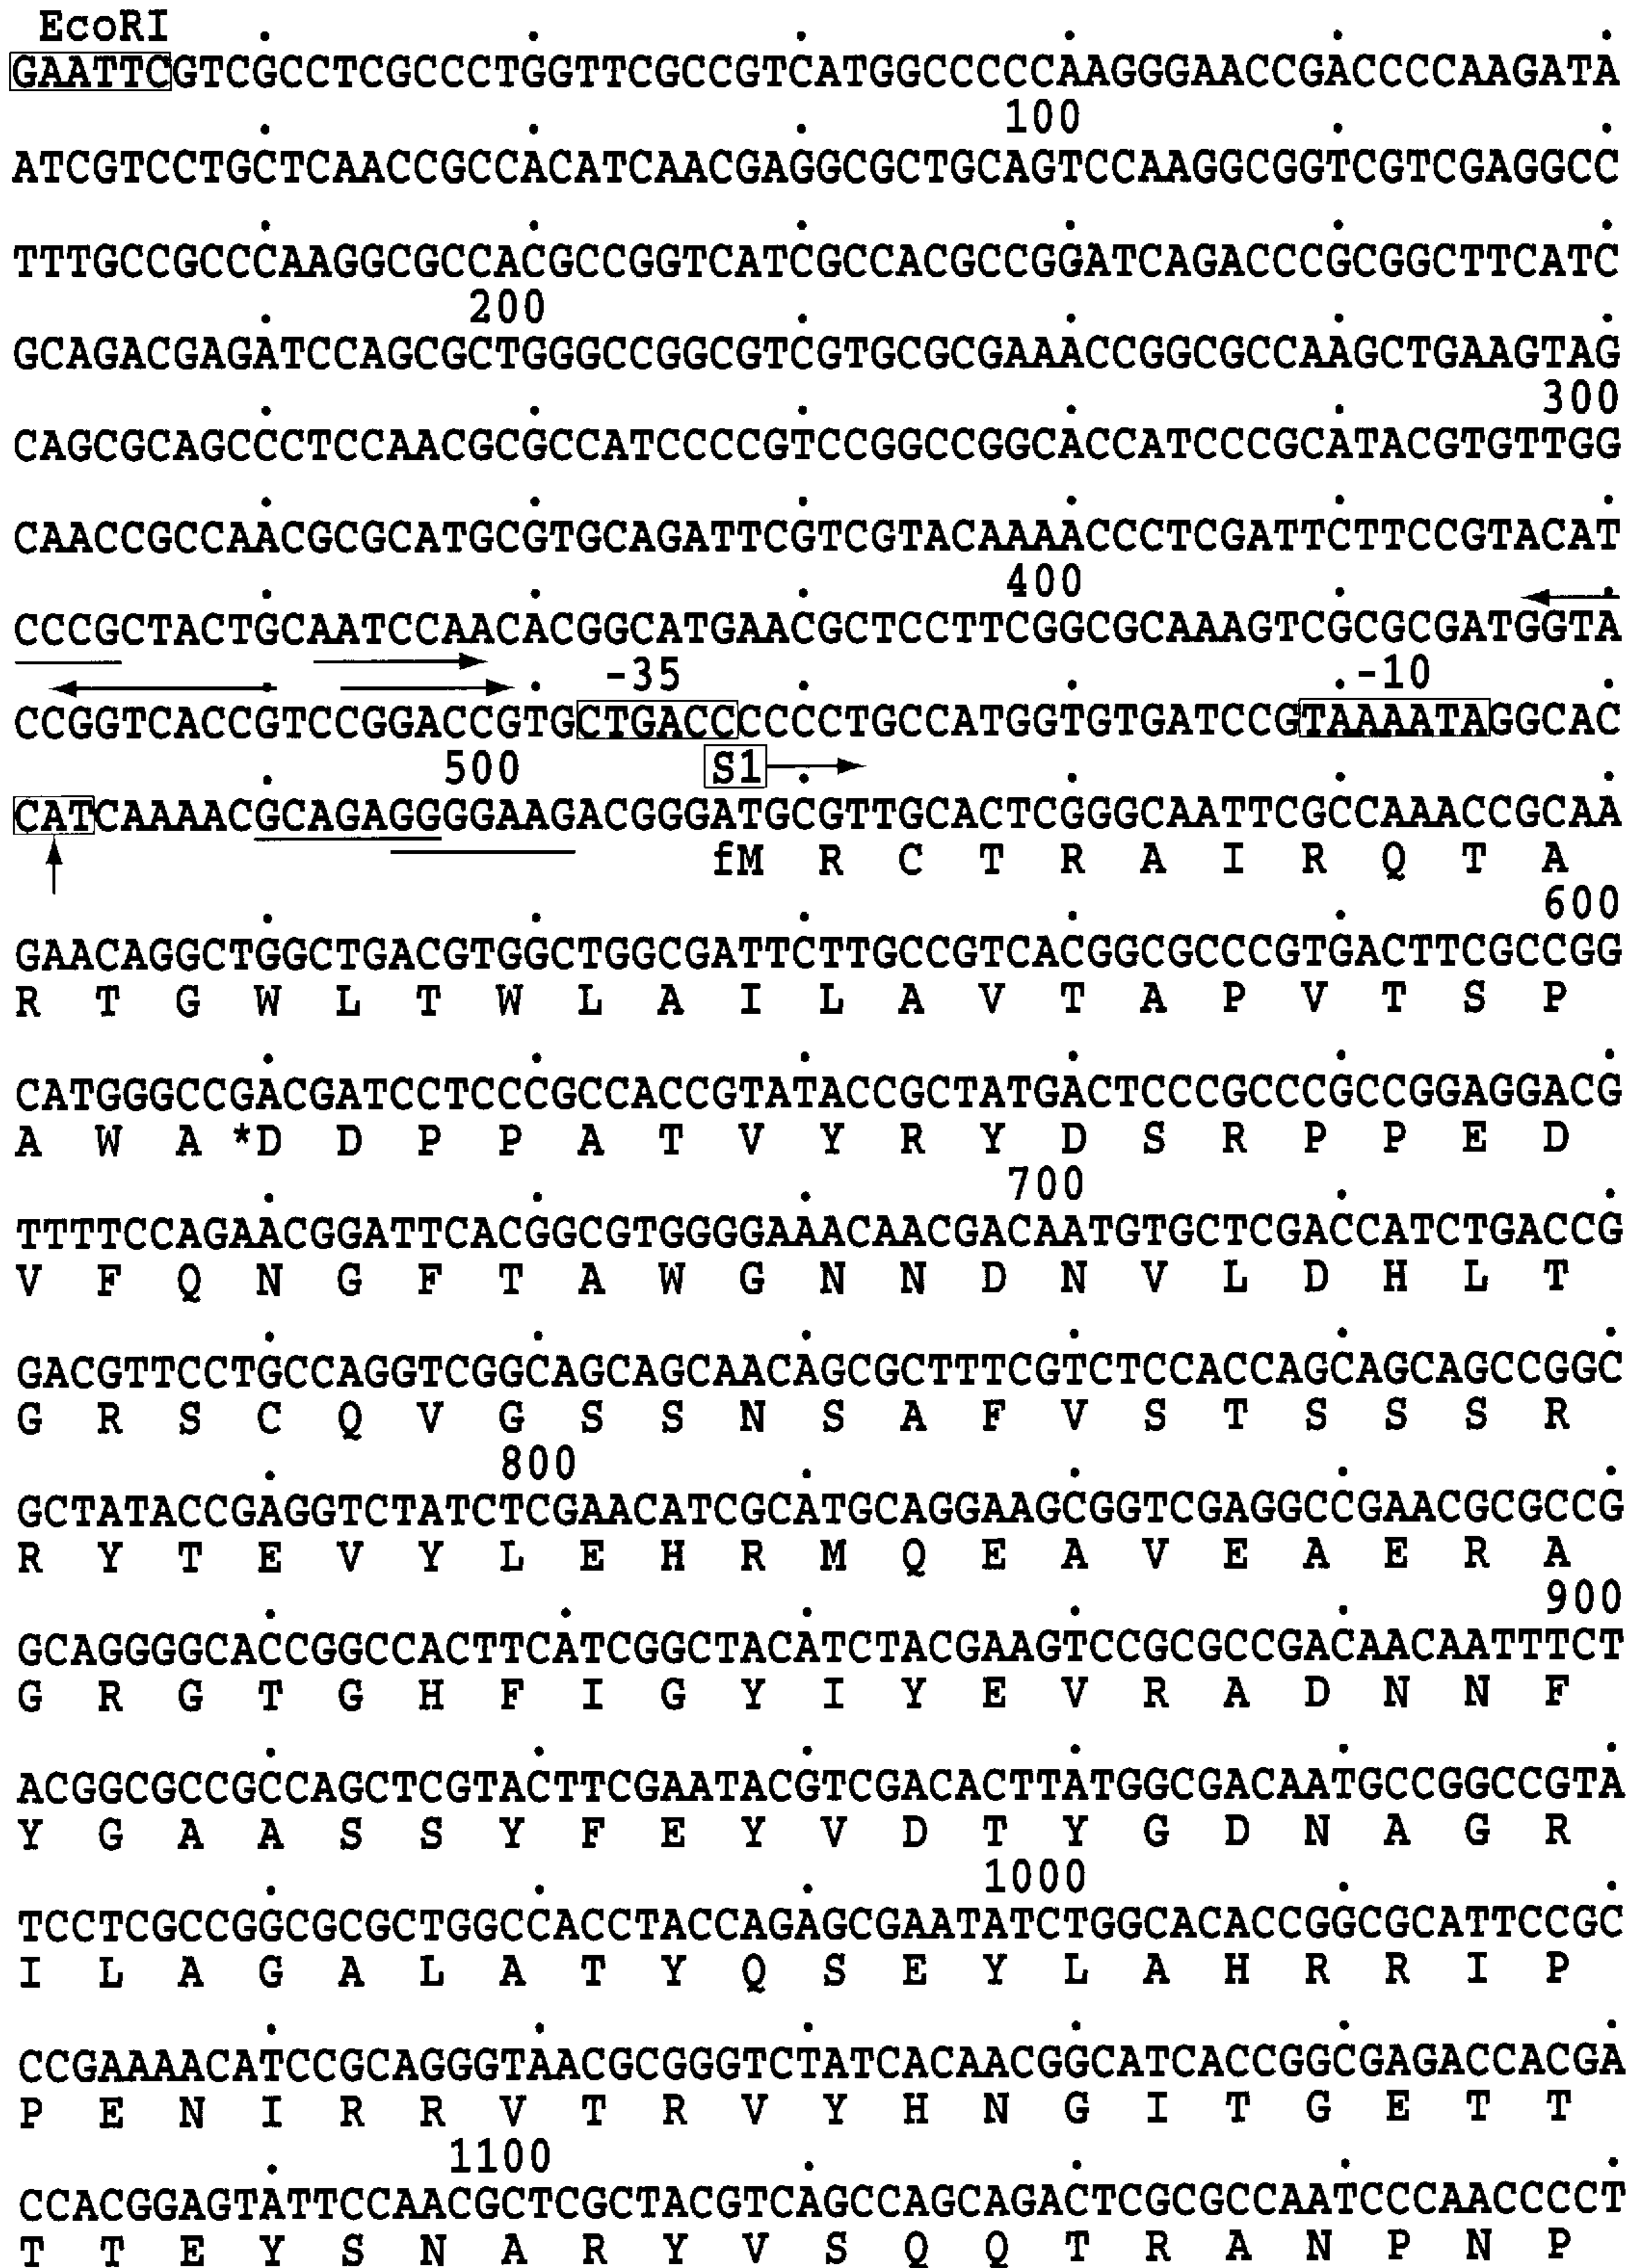 EcoRI
GAATTCGTCGCCTCGCCCTGGTTCGCCGTCATGGCCCCCCAAGGGAACCGACCCCAAGATA
100
ATCGTCCTGCTCAACCGCCACATCAACGAGGCGCTGCAGTCCAAGGCGGTCGTCGAGGCC
TTTGCCGCCCAAGGCGCCACGCCGGTCATCGCCACGCCGGATCAGACCCGCGGCTTCATC
200
GCAGACGAGATCCAGCGCTGGGCCGGCGTCGTGCGCGAAACCGGCGCCAAGCTGAAGTAG
300
CAGCGCAGCCCTCCAACGCGCCATCCCCGTCCGGCCGGCACCATCCCGCATACGTGTTGG
CAACCGCCAACGCGCATGCGTGCAGATTCGTCGTACAAAACCCTCGATTCTTCCGTACAT
400
CCCGCTACTGCAATCCAACACGGCATGAACGCTCCTTCGGCGCAAAGTCGCGCGATGGTA
-35 -10
CCGGTCACCGTCCGGACCGTGCTGACCCCCCTGCCATGGTGTGATCCGTAAAATAGGCAC
500 S1
CATCAAAACGCAGAGGGGAAGACGGGATGCGTTGCACTCGGGCAATTCGCCAAACCGCAA
fM R C T R A I R Q T A
600
GAACAGGCTGGCTGACGTGGCTGGCGATTCTTGCCGTCACGGCGCCCGTGACTTCGCCGG
R T G W L T W L A I L A V T A P V T S P
CATGGGCCGACGATCCTCCCGCCACCGTATACCGCTATGACTCCCGCCCGCCGGAGGACG
A W A *D D P P A T V Y R Y D S R P P E D
700
TTTTCCAGAACGGATTCACGGCGTGGGGAAACAACGACAATGTGCTCGACCATCTGACCG
V F Q N G F T A W G N N D N V L D H L T
GACGTTCCTGCCAGGTCGGCAGCAGCAACAGCGCTTTCGTCTCCACCAGCAGCAGCCGGC
G R S C Q V G S S N S A F V S T S S S R
800
GCTATACCGAGGTCTATCTCGAACATCGCATGCAGGAAGCGGTCGAGGCCGAACGCGCCG
R Y T E V Y L E H R M Q E A V E A E R A
900
GCAGGGGCACCGGCCACTTCATCGGCTACATCTACGAAGTCCGCGCCGACAACAATTTCT
G R G T G H F I G Y I Y E V R A D N N F
ACGGCGCCGCCAGCTCGTACTTCGAATACGTCGACACTTATGGCGACAATGCCGGCCGTA
Y G A A S S Y F E Y V D T Y G D N A G R
1000
TCCTCGCCGGCGCGCTGGCCACCTACCAGAGCGAATATCTGGCACACCGGCGCATTCCGC
I L A G A L A T Y Q S E Y L A H R R I P
CCGAAAACATCCGCAGGGTAACGCGGGTCTATCACAACGGCATCACCGGCGAGACCACGA
P E N I R R V T R V Y H N G I T G E T T
1100
CCACGGAGTATTCCAACGCTCGCTACGTCAGCCAGCAGACTCGCGCCAATCCCAACCCCT
T T E Y S N A R Y V S Q Q T R A N P N P